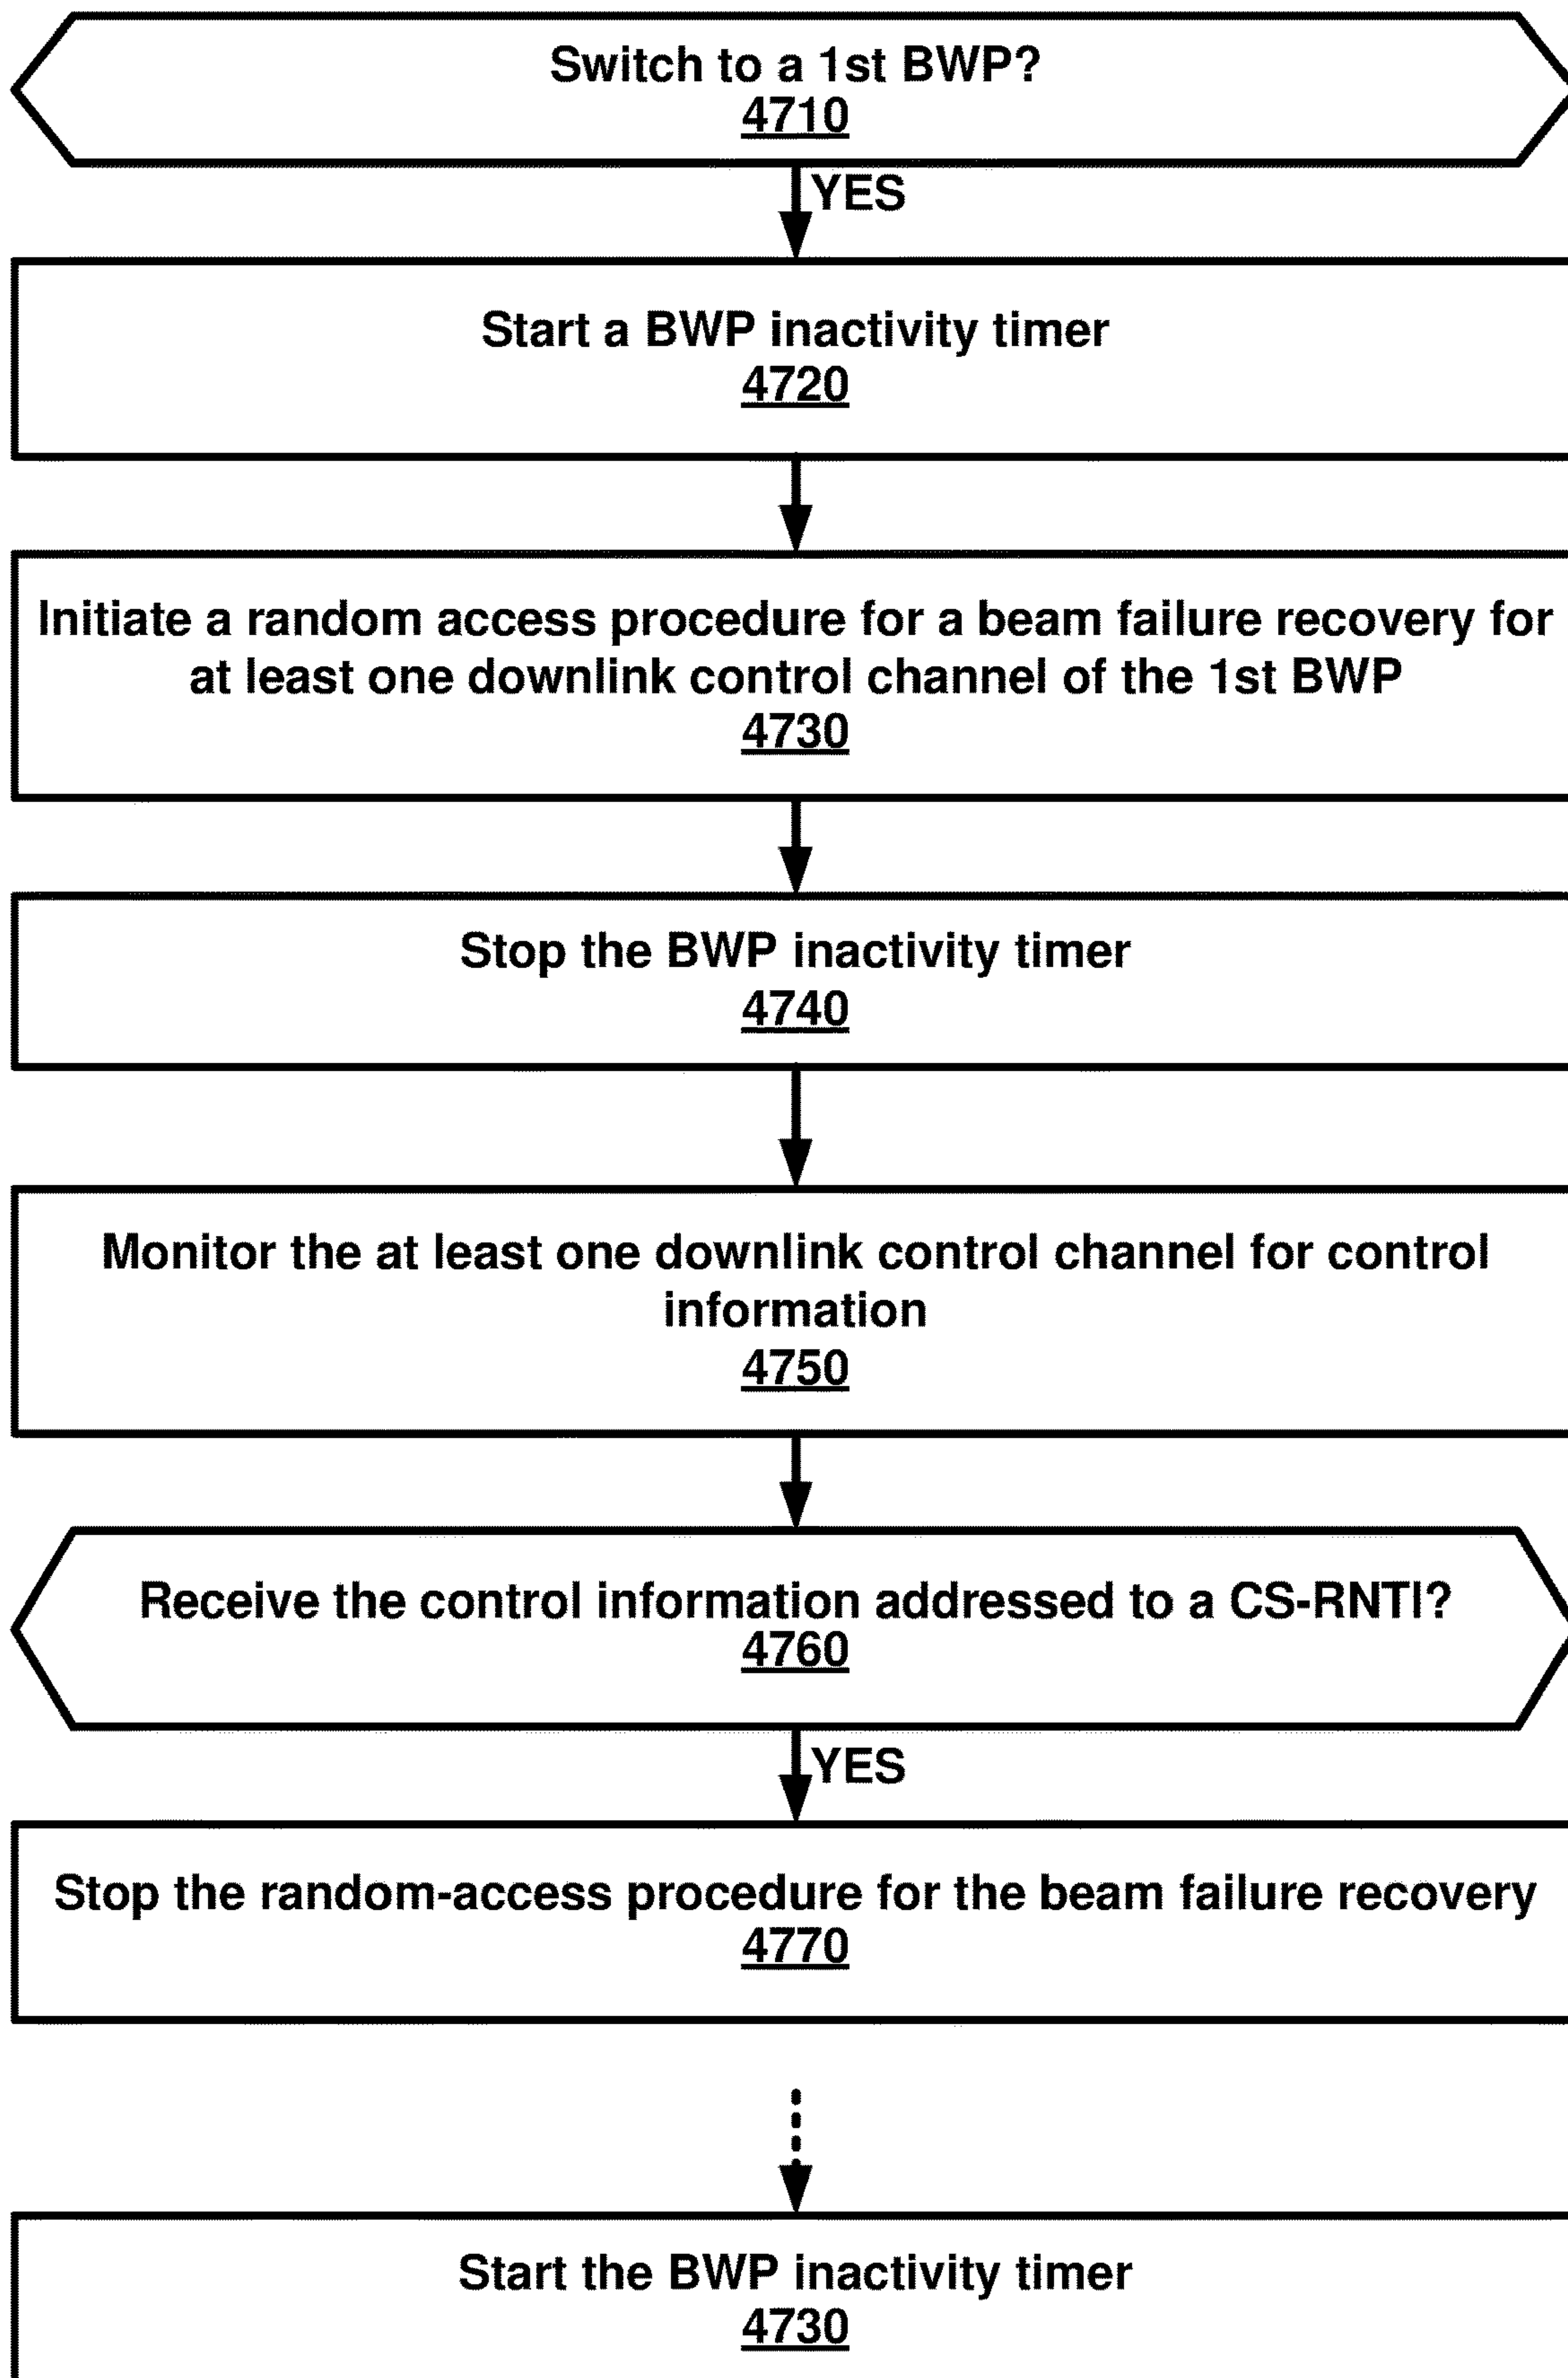 Switch to a 1st BWP?
4710
YES
Start a BWP inactivity timer
4720
Initiate a random access procedure for a beam failure recovery for
at least one downlink control channel of the 1st BWP
4730
Stop the BWP inactivity timer
4740
Monitor the at least one downlink control channel for control
information
4750
Receive the control information addressed to a CS-RNTI?
4760
YES
Stop the random-access procedure for the beam failure recovery
4770
Start the BWP inactivity timer
4730